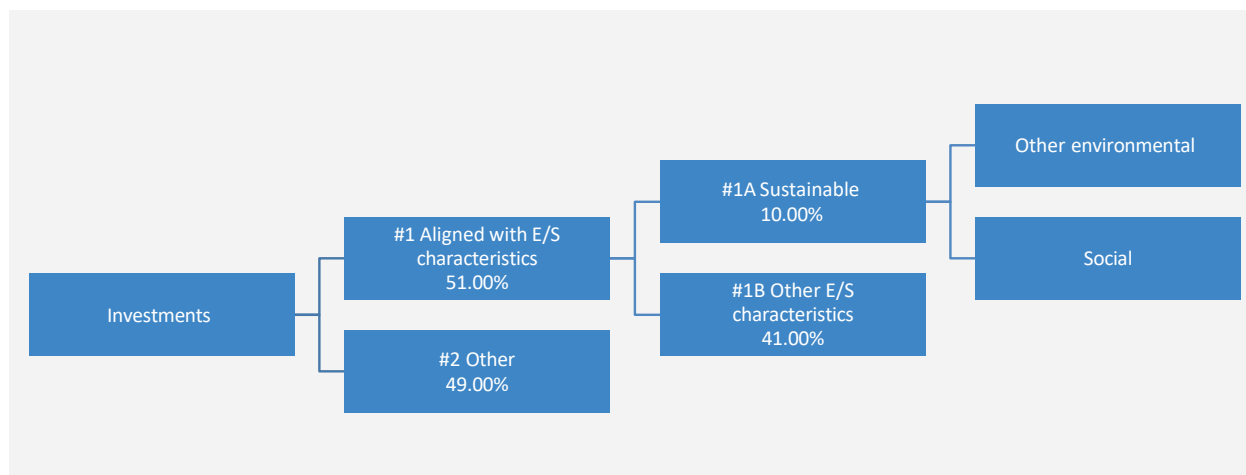 Investments
#1 Aligned with E/S
characteristics
51.00%
#2 Other
49.00%
#1A Sustainable
10.00%
#1B Other E/S
characteristics
41.00%
Other environmental
Social